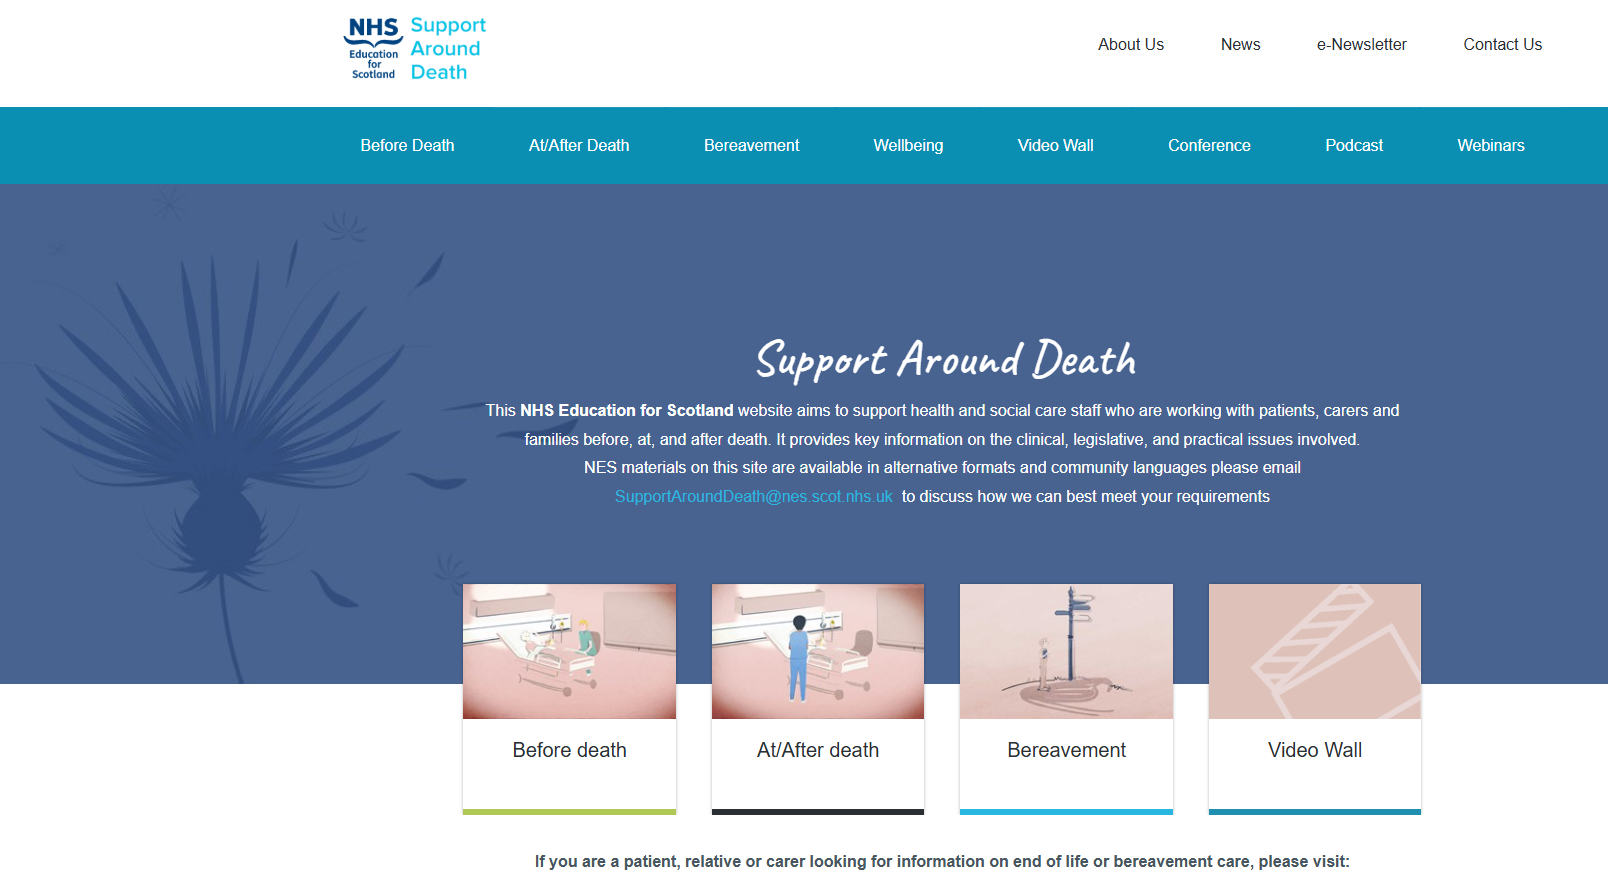 NHS
Education
for
Scotland
Support
Around
Death
About Us
News
e-Newsletter
Contact Us
Before Death
At/After Death
Bereavement
Wellbeing
Video Wall
Conference
Podcast
Webinars
Support Around Death
This NHS Education for Scotland website aims to support health and social care staff who are working with patients, carers and
families before, at, and after death. It provides key information on the clinical, legislative, and practical issues involved.
NES materials on this site are available in alternative formats and community languages please email
SupportAroundDeath@nes.scot.nhs.uk to discuss how we can best meet your requirements
Before death
At/After death
Bereavement
Video Wall
If you are a patient, relative or carer looking for information on end of life or bereavement care, please visit: